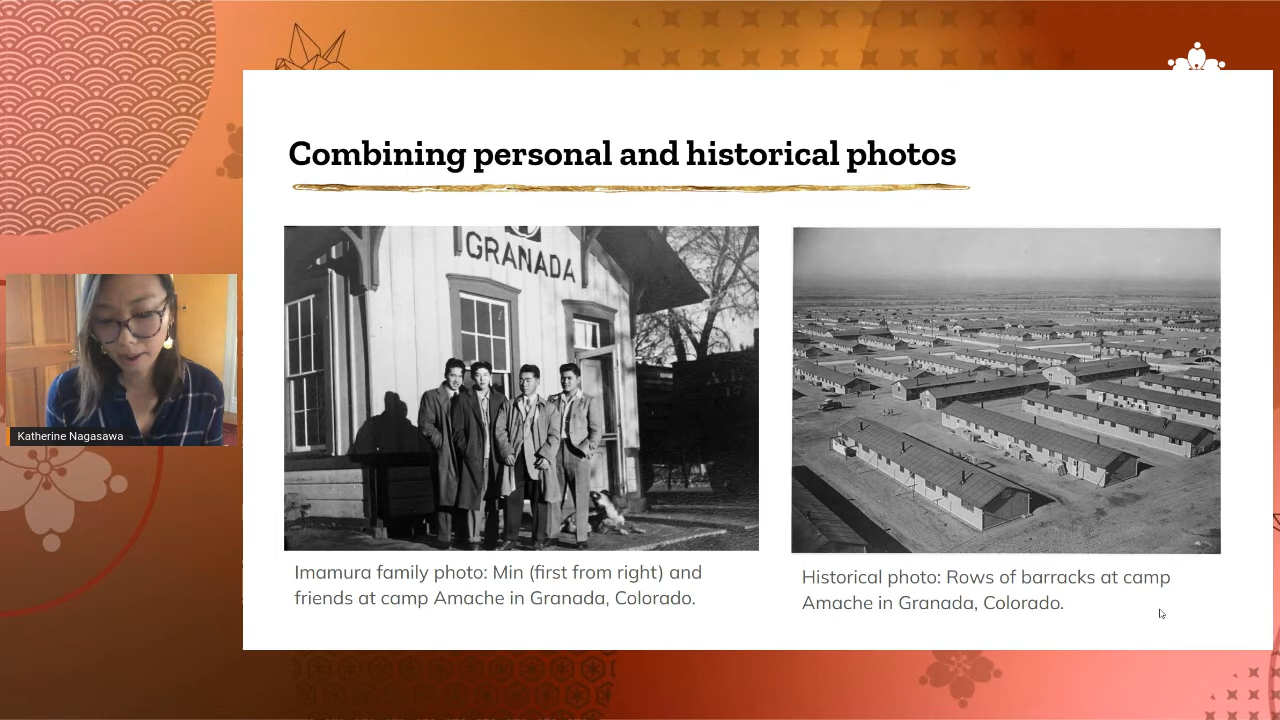 Combining personal and historical photos
GRANADA
Katherine Nagasawa
Imamura family photo: Min (first from right) and
friends at camp Amache in Granada, Colorado.
Historical photo: Rows of barracks at camp
Amache in Granada, Colorado.